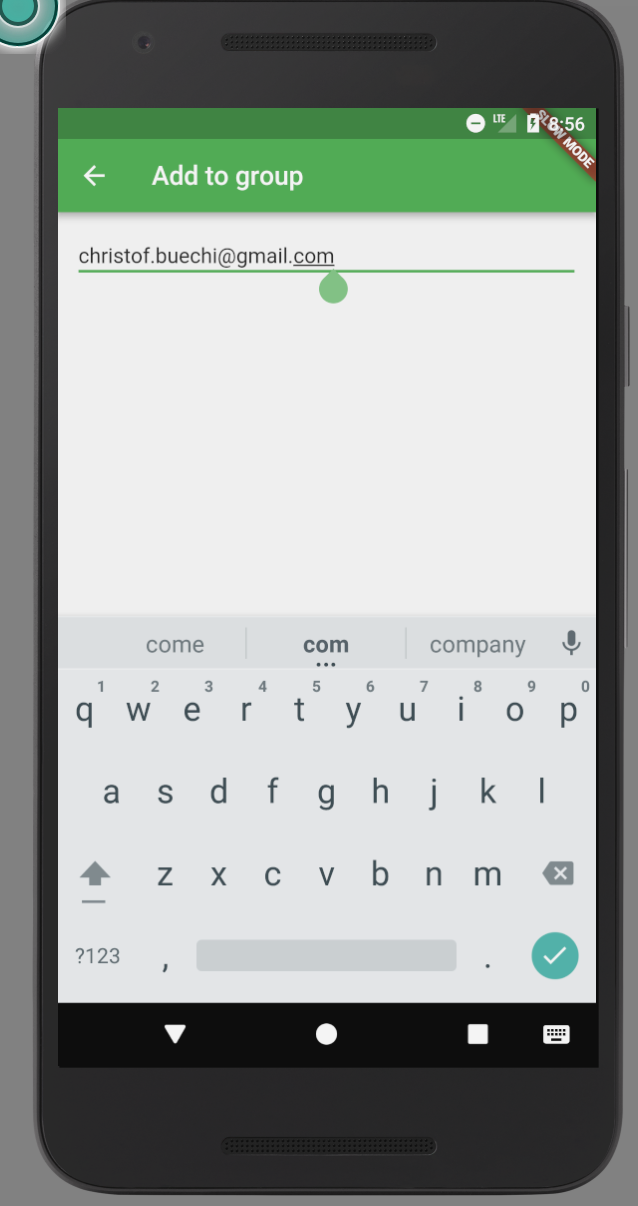 LTE 8:56
SLOW MODE
Add to group
christof.buechi@gmail.com
come com company
1 2 3 4 5 6 7 8 9 0
q w e r t y u i o p
a s d f g h j k l
z x c v b n m
?123 , .